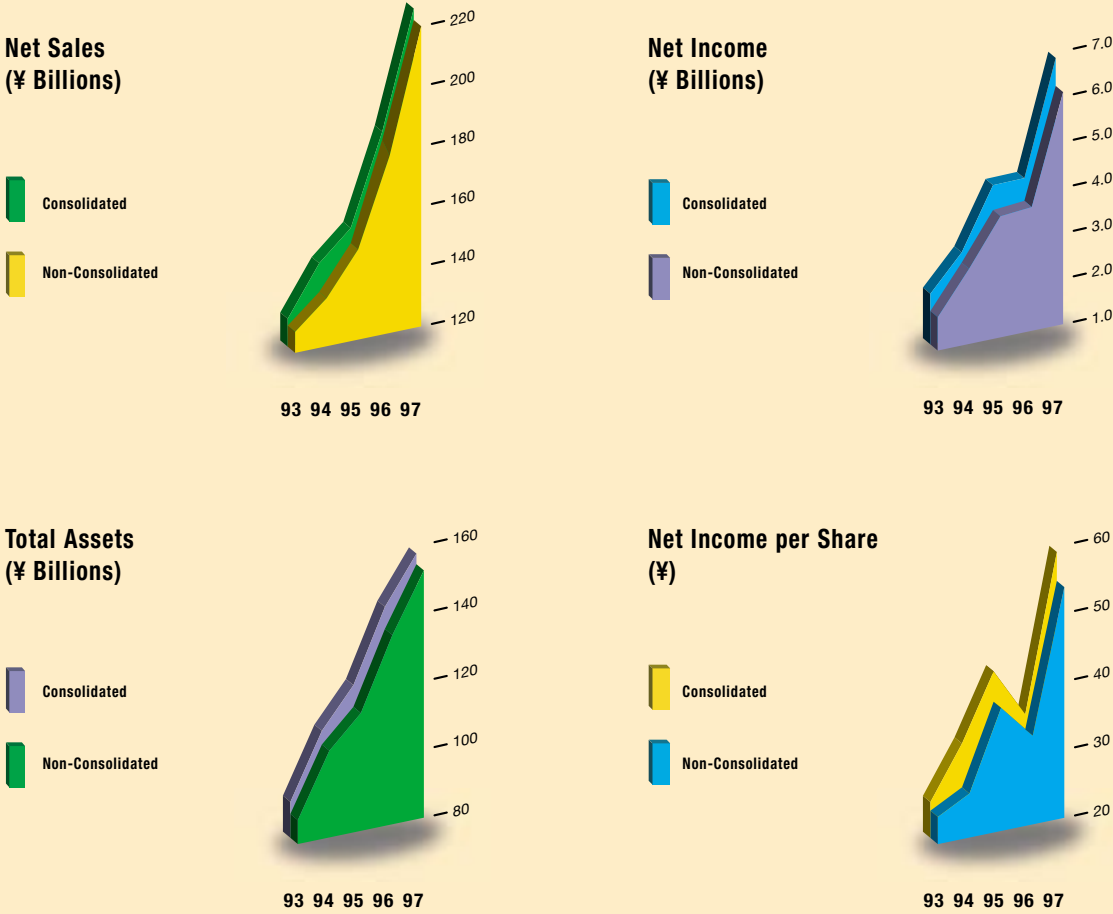 Net Sales
(¥ Billions)
Consolidated
Non-Consolidated
220
200
180
160
140
120
93 94 95 96 97
Net Income
(¥ Billions)
Consolidated
Non-Consolidated
7.0
6.0
5.0
4.0
3.0
2.0
1.0
93 94 95 96 97
Total Assets
(¥ Billions)
Consolidated
Non-Consolidated
160
140
120
100
80
93 94 95 96 97
Net Income per Share
(¥)
Consolidated
Non-Consolidated
60
50
40
30
20
93 94 95 96 97